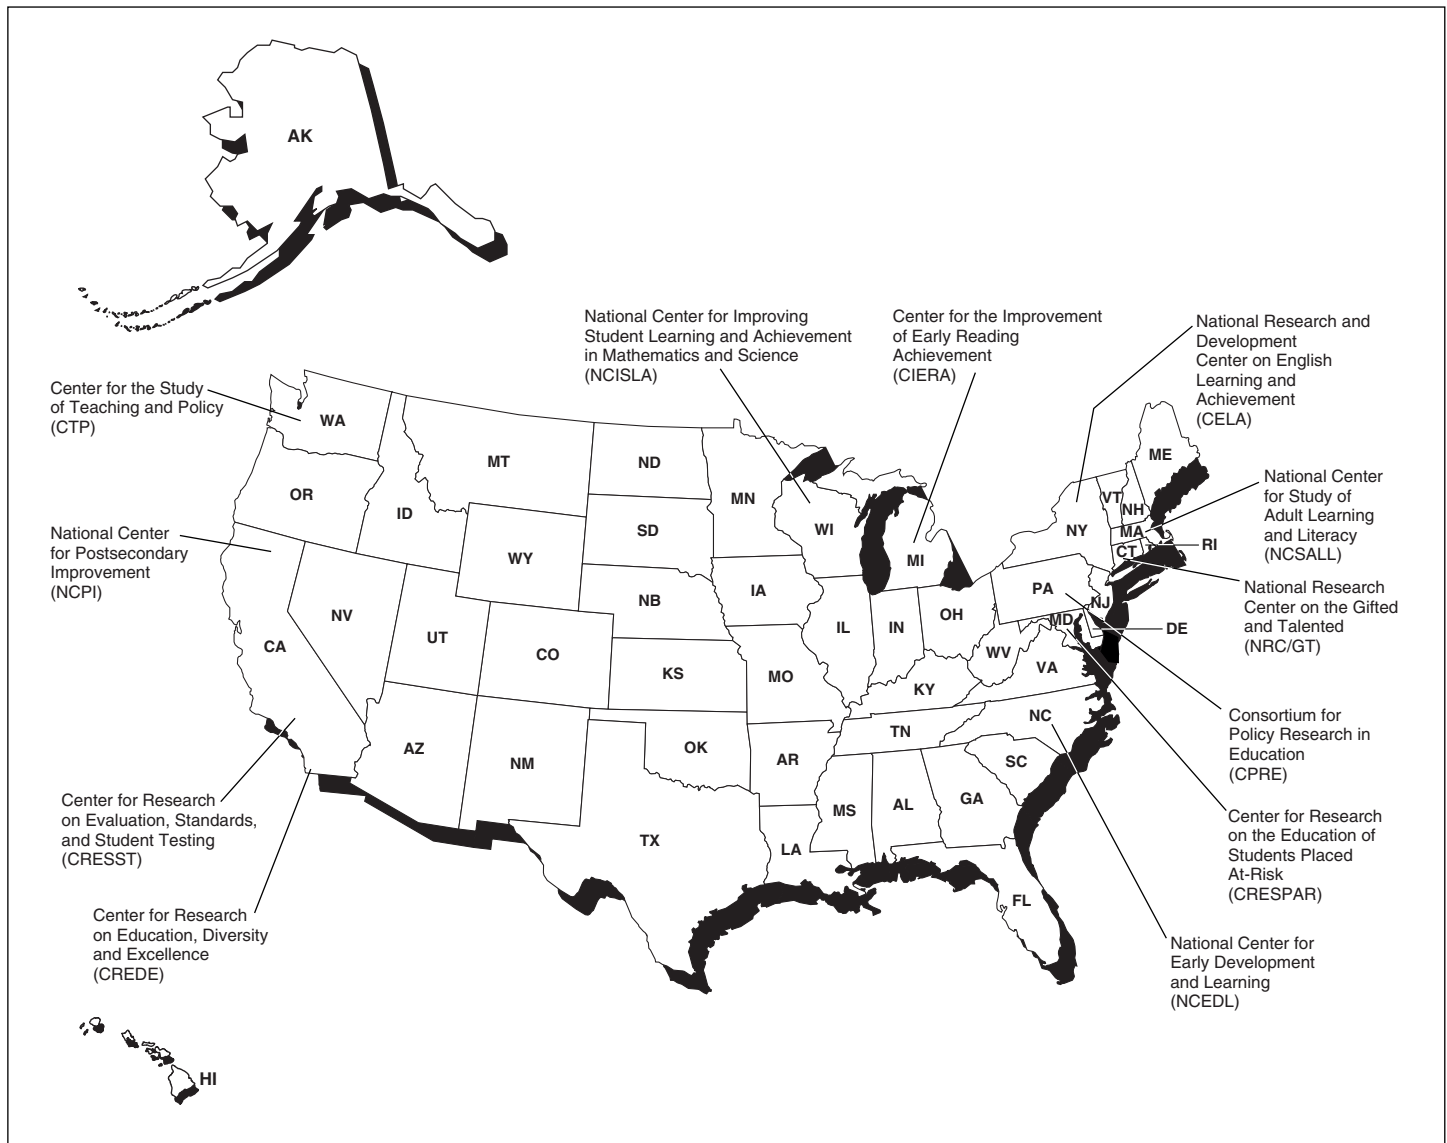 AK
National Center for Improving
Student Learning and Achievement
in Mathematics and Science
(NCISLA)
Center for the Improvement
of Early Reading
Achievement
(CIERA)
National Research and
Development
Center on English
Learning and
Achievement
(CELA)
Center for the Study
of Teaching and Policy
(CTP)
National Center
for Study of
Adult Learning
and Literacy
(NCSALL)
National Center
for Postsecondary
Improvement
(NCPI)
National Research
Center on the Gifted
and Talented
(NRC/GT)
WA
OR
ID
MT
ND
MN
WI
MI
NY
VT
NH
ME
MA
CT
RI
SD
WY
NB
IA
IL
IN
OH
PA
NJ
MD
DE
NV
UT
CA
CO
KS
MO
KY
WV
VA
AZ
NM
OK
AR
TN
NC
SC
TX
LA
MS
AL
GA
FL
Consortium for
Policy Research in
Education
(CPRE)
Center for Research
on Evaluation, Standards,
and Student Testing
(CRESST)
Center for Research
on the Education of
Students Placed
At-Risk
(CRESPAR)
Center for Research
on Education, Diversity
and Excellence
(CREDE)
National Center for
Early Development
and Learning
(NCEDL)
HI